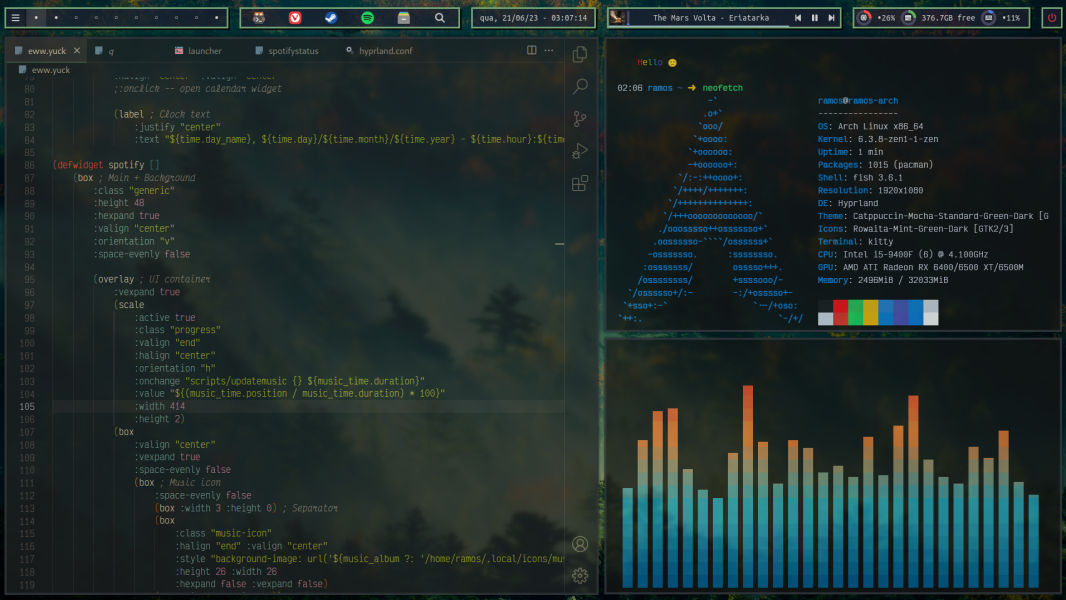 qua, 21/06/23 - 03:07:14
The Mars Volta - Eriatarka
•26%
376.7GB free
•11%
eww.yuck
q
launcher
spotifystatus
hyprland.conf
eww.yuck
:halign "center" :valign "center"
80 ;:onclick -- open calendar widget
81
82 (label ; Clock text
83 :justify "center"
84 :text "${time.day_name}, ${time.day}/${time.month}/${time.year} - ${time.hour}:${time
85
86 (defwidget spotify []
87 (box ; Main + Background
88 :class "generic"
89 :height 48
90 :hexpand true
91 :valign "center"
92 :orientation "v"
93 :space-evenly false
94
95 (overlay ; UI container
96 :vexpand true
97 (scale
98 :active true
99 :class "progress"
100 :valign "end"
101 :halign "center"
102 :orientation "h"
103 :onchange "scripts/updatemusic {} ${music_time.duration}"
104 :value "${(music_time.position / music_time.duration) * 100}"
105 :width 414
106 :height 2)
107 (box
108 :valign "center"
109 :vexpand true
110 :space-evenly false
111 (box ; Music icon
112 :space-evenly false
113 (box :width 3 :height 0) ; Separator
114 (box
115 :class "music-icon"
116 :halign "end" :valign "center"
117 :style "background-image: url('${music_album ?: '/home/ramos/.local/icons/mus
118 :height 26 :width 26
119 :hexpand false :vexpand false)
Hello
02:06 ramos ~ ➜ neofetch
ramos@ramos-arch
----------------
OS: Arch Linux x86_64
Kernel: 6.3.8-zen1-1-zen
Uptime: 1 min
Packages: 1015 (pacman)
Shell: fish 3.6.1
Resolution: 1920x1080
DE: Hyprland
Theme: Catppuccin-Mocha-Standard-Green-Dark [G
Icons: Rowaita-Mint-Green-Dark [GTK2/3]
Terminal: kitty
CPU: Intel i5-9400F (6) @ 4.100GHz
GPU: AMD ATI Radeon RX 6400/6500 XT/6500M
Memory: 2496MiB / 32033MiB